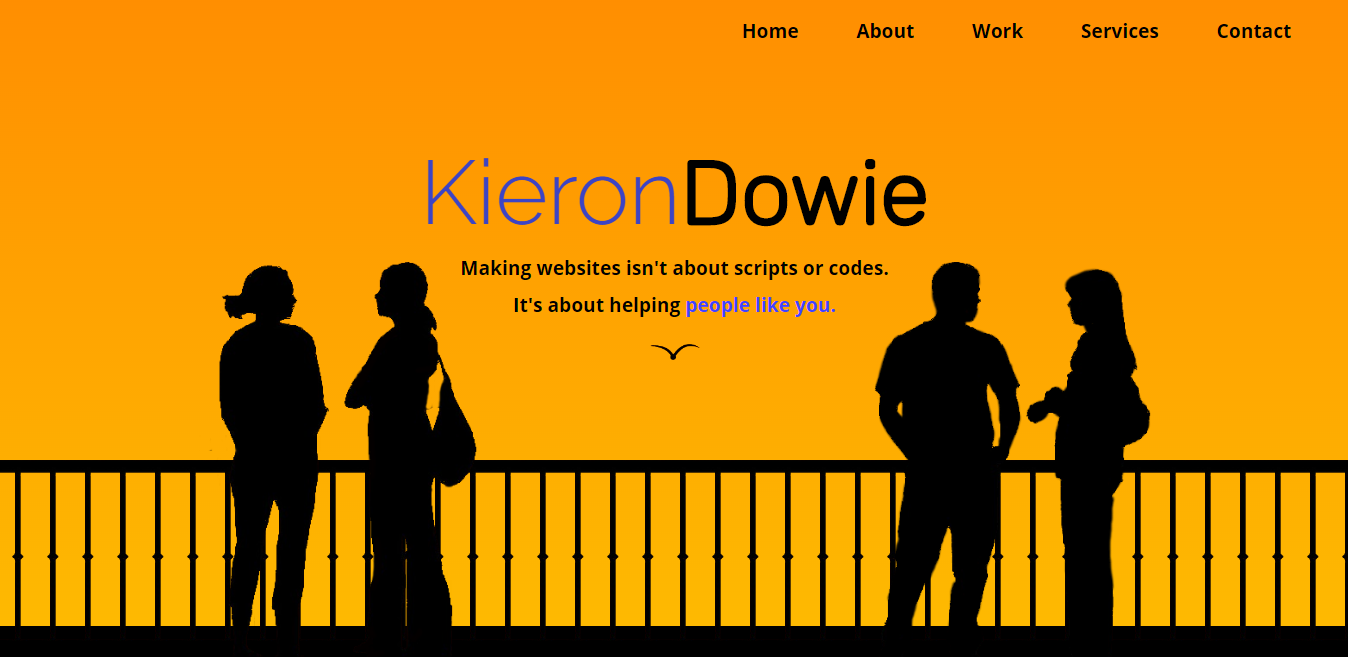 Home About Work Services Contact
KieronDowie
Making websites isn't about scripts or codes.
It's about helping people like you.